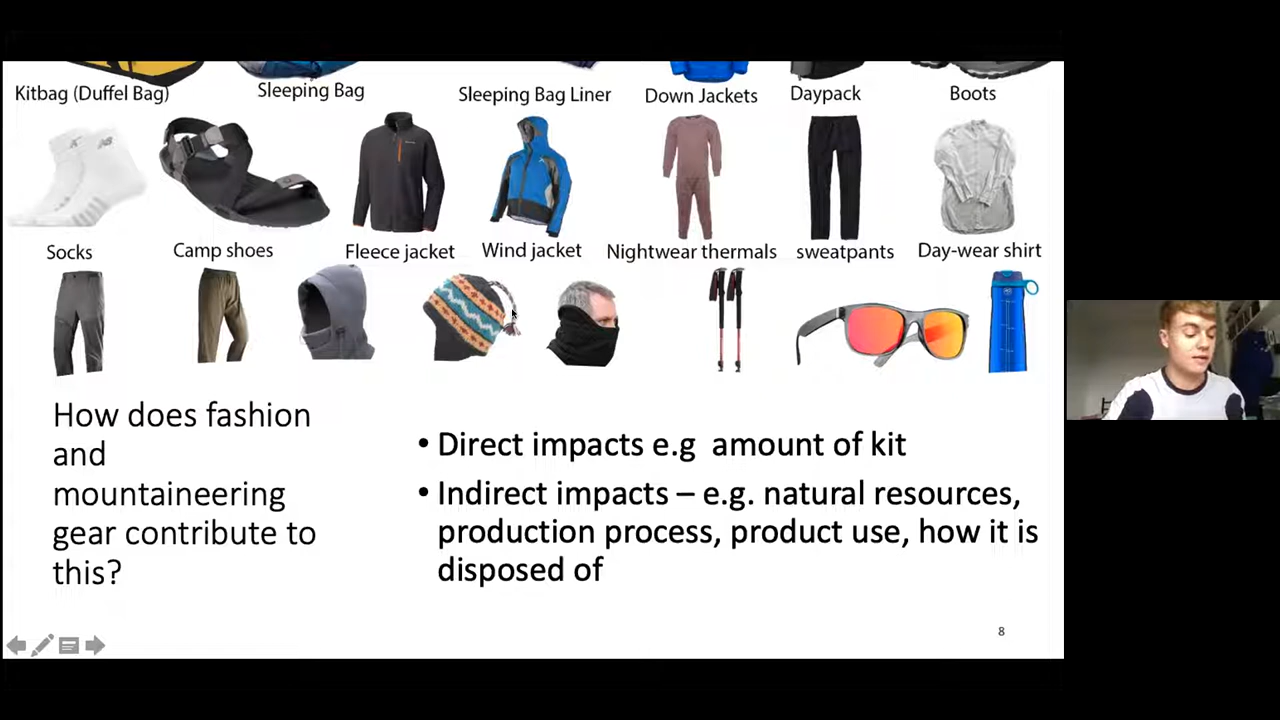 Kitbag (Duffel Bag) Sleeping Bag Sleeping Bag Liner Down Jackets Daypack Boots
Socks Camp shoes Fleece jacket Wind jacket Nightwear thermals sweatpants Day-wear shirt
How does fashion
and
mountaineering
gear contribute to
this?
• Direct impacts e.g amount of kit
• Indirect impacts – e.g. natural resources,
production process, product use, how it is
disposed of
8